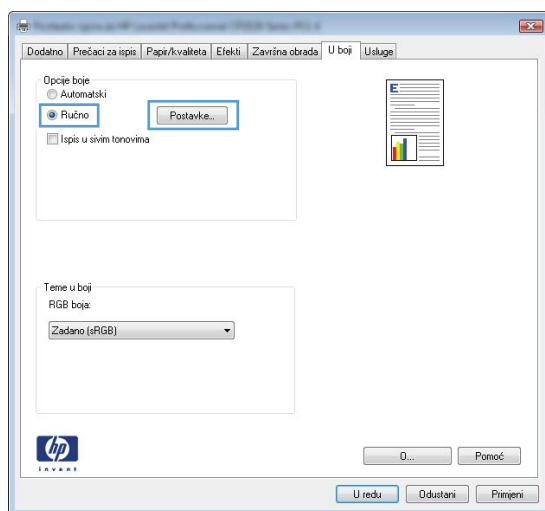 Dodatno Prečaci za ispis Papir/kvaliteta Efekti Završna obrada U boji Usluge
Opcije boje
Automatski
Ručno Postavke...
Ispis u sivim tonovima
E
Teme u boji
RGB boja:
Zadano (sRGB)
hp
invent
O... Pomoć
U redu Odustani Primjeni